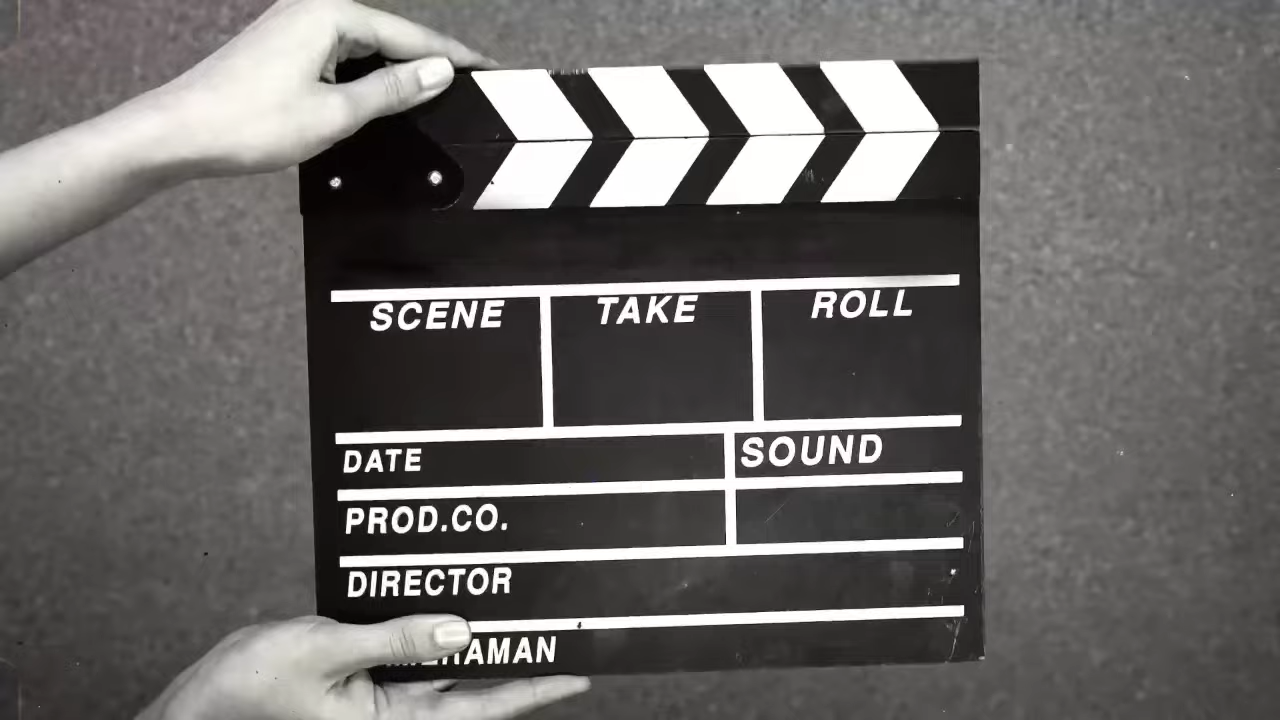 SCENE TAKE ROLL
DATE SOUND
PROD.CO.
DIRECTOR